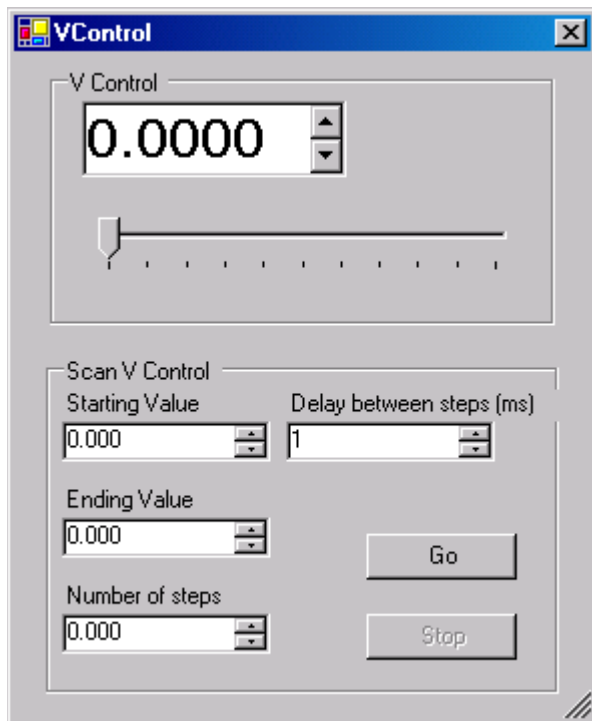 VControl
V Control
0.0000
Scan V Control
Starting Value Delay between steps (ms)
0.000 1
Ending Value
0.000
Go
Number of steps
0.000
Stop